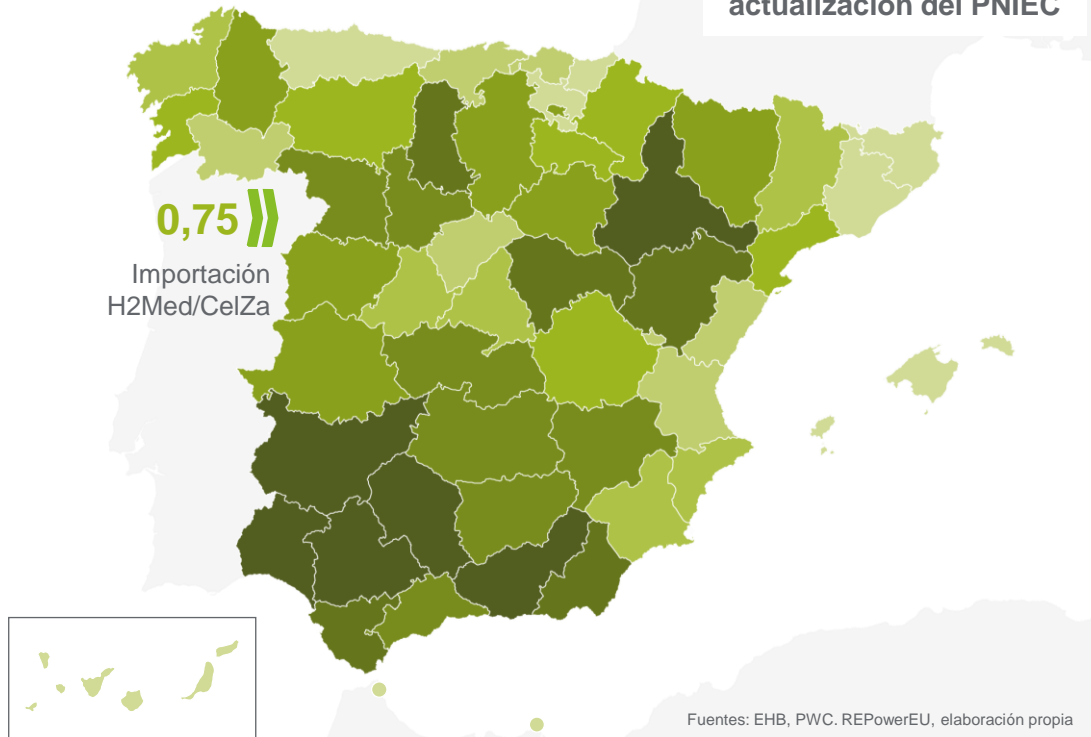 actualización del PNIEC
0,75
Importación
H2Med/CelZa
Fuentes: EHB, PWC. REPowerEU, elaboración propia